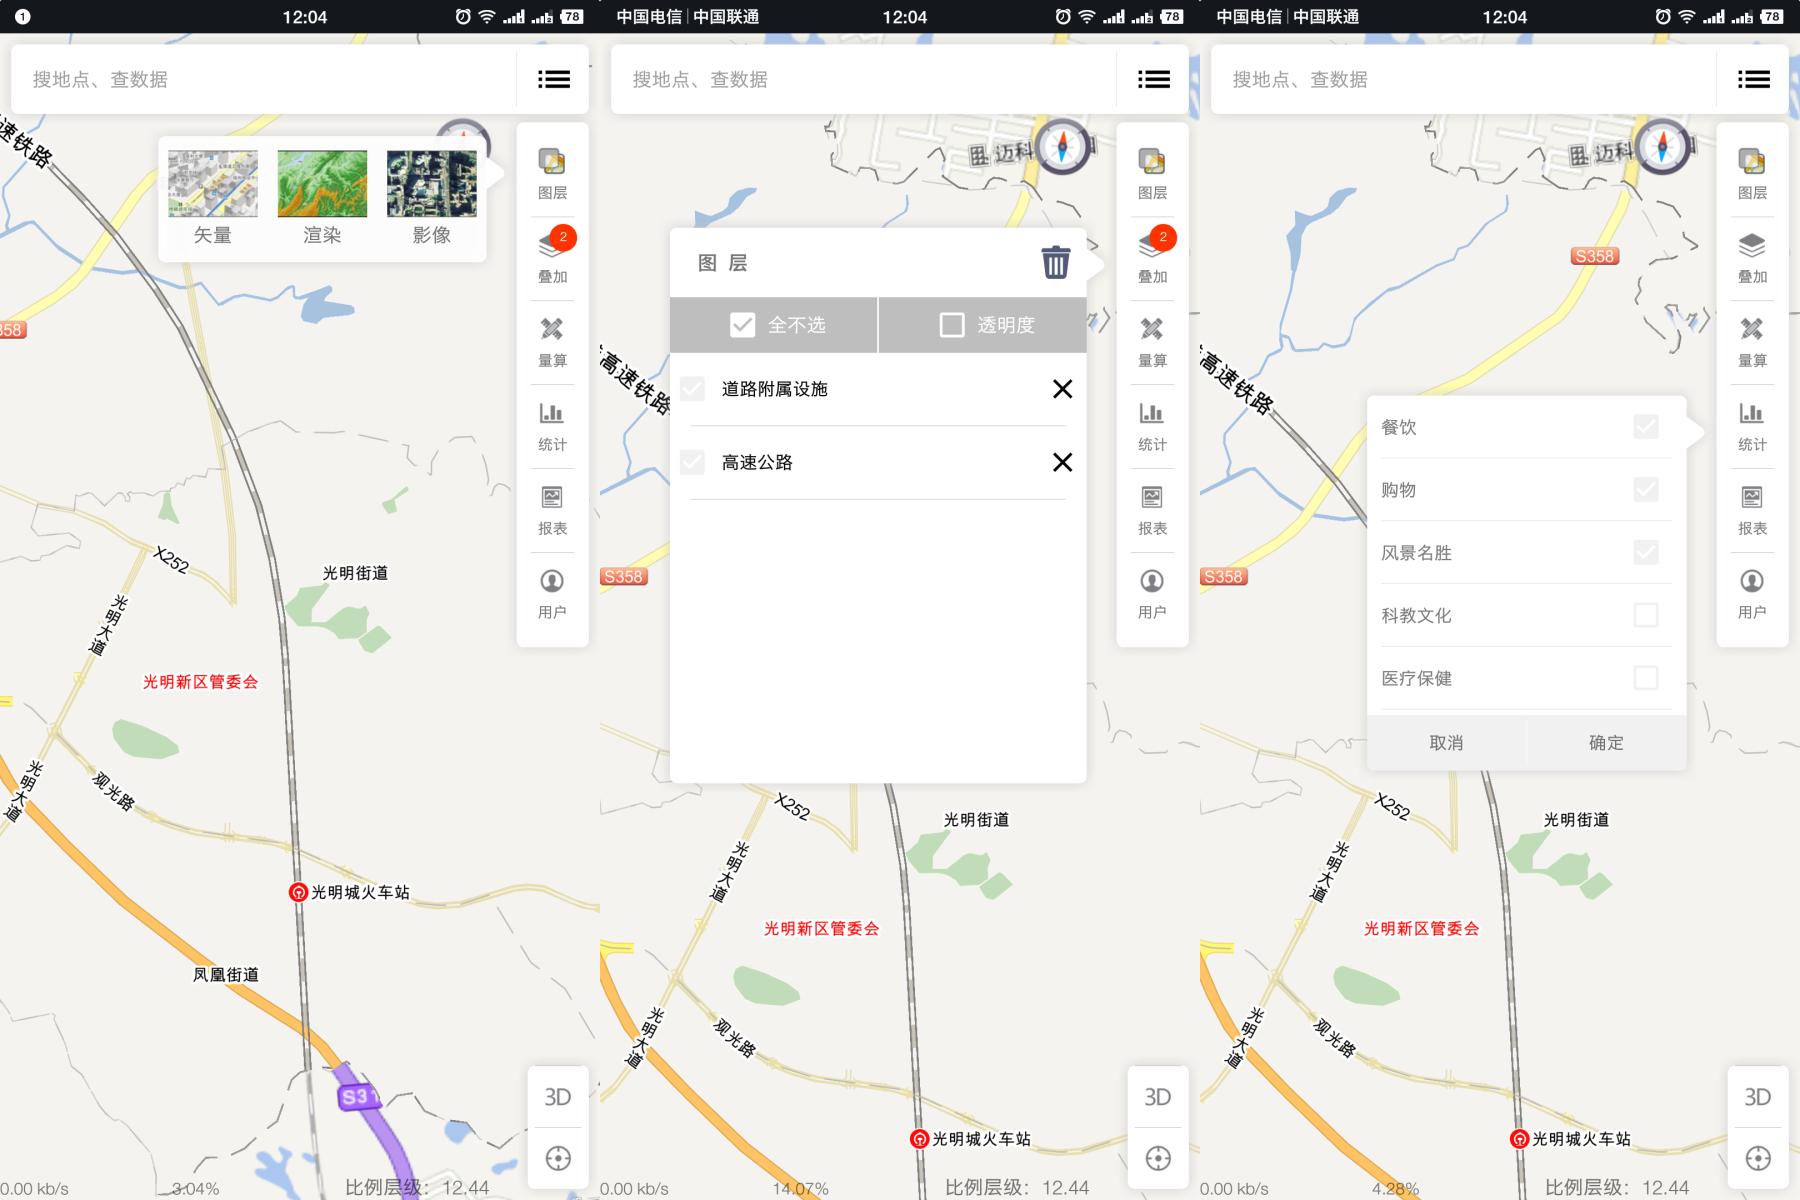 1
12:04
78
搜地点、查数据
速铁路
矢量
渲染
影像
图层
2
叠加
量算
统计
报表
用户
358
X252
光明街道
光明大道
光明新区管委会
光明大道
观光路
光明城火车站
凤凰街道
S31
3D
0.00 kb/s
3.04%
比例层级：12.44
中国电信 | 中国联通
12:04
78
搜地点、查数据
迈科
图层
2
叠加
量算
统计
报表
用户
图 层
全不选
透明度
道路附属设施
高速公路
高速铁路
S358
X252
光明街道
光明大道
光明新区管委会
光明大道
观光路
光明城火车站
3D
0.00 kb/s
14.07%
比例层级：12.44
中国电信 | 中国联通
12:04
78
搜地点、查数据
迈科
图层
叠加
量算
统计
报表
用户
S358
高速铁路
餐饮
购物
风景名胜
科教文化
医疗保健
取消
确定
S358
X252
光明街道
光明大道
光明新区管委会
光明大道
观光路
光明城火车站
3D
0.00 kb/s
4.28%
比例层级：12.44